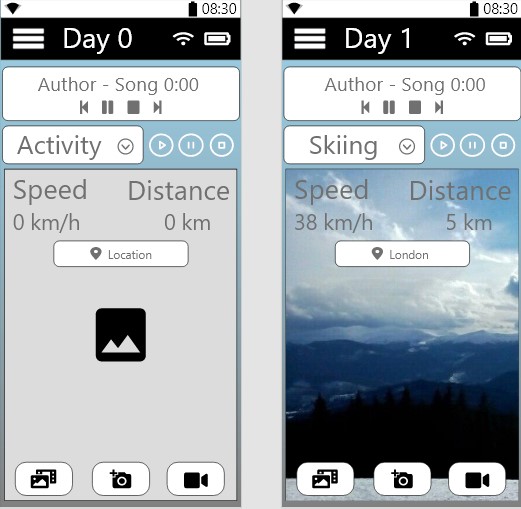 08:30
Day 0
Author - Song 0:00
Activity
Speed Distance
0 km/h 0 km
Location
08:30
Day 1
Author - Song 0:00
Skiing
Speed Distance
38 km/h 5 km
London